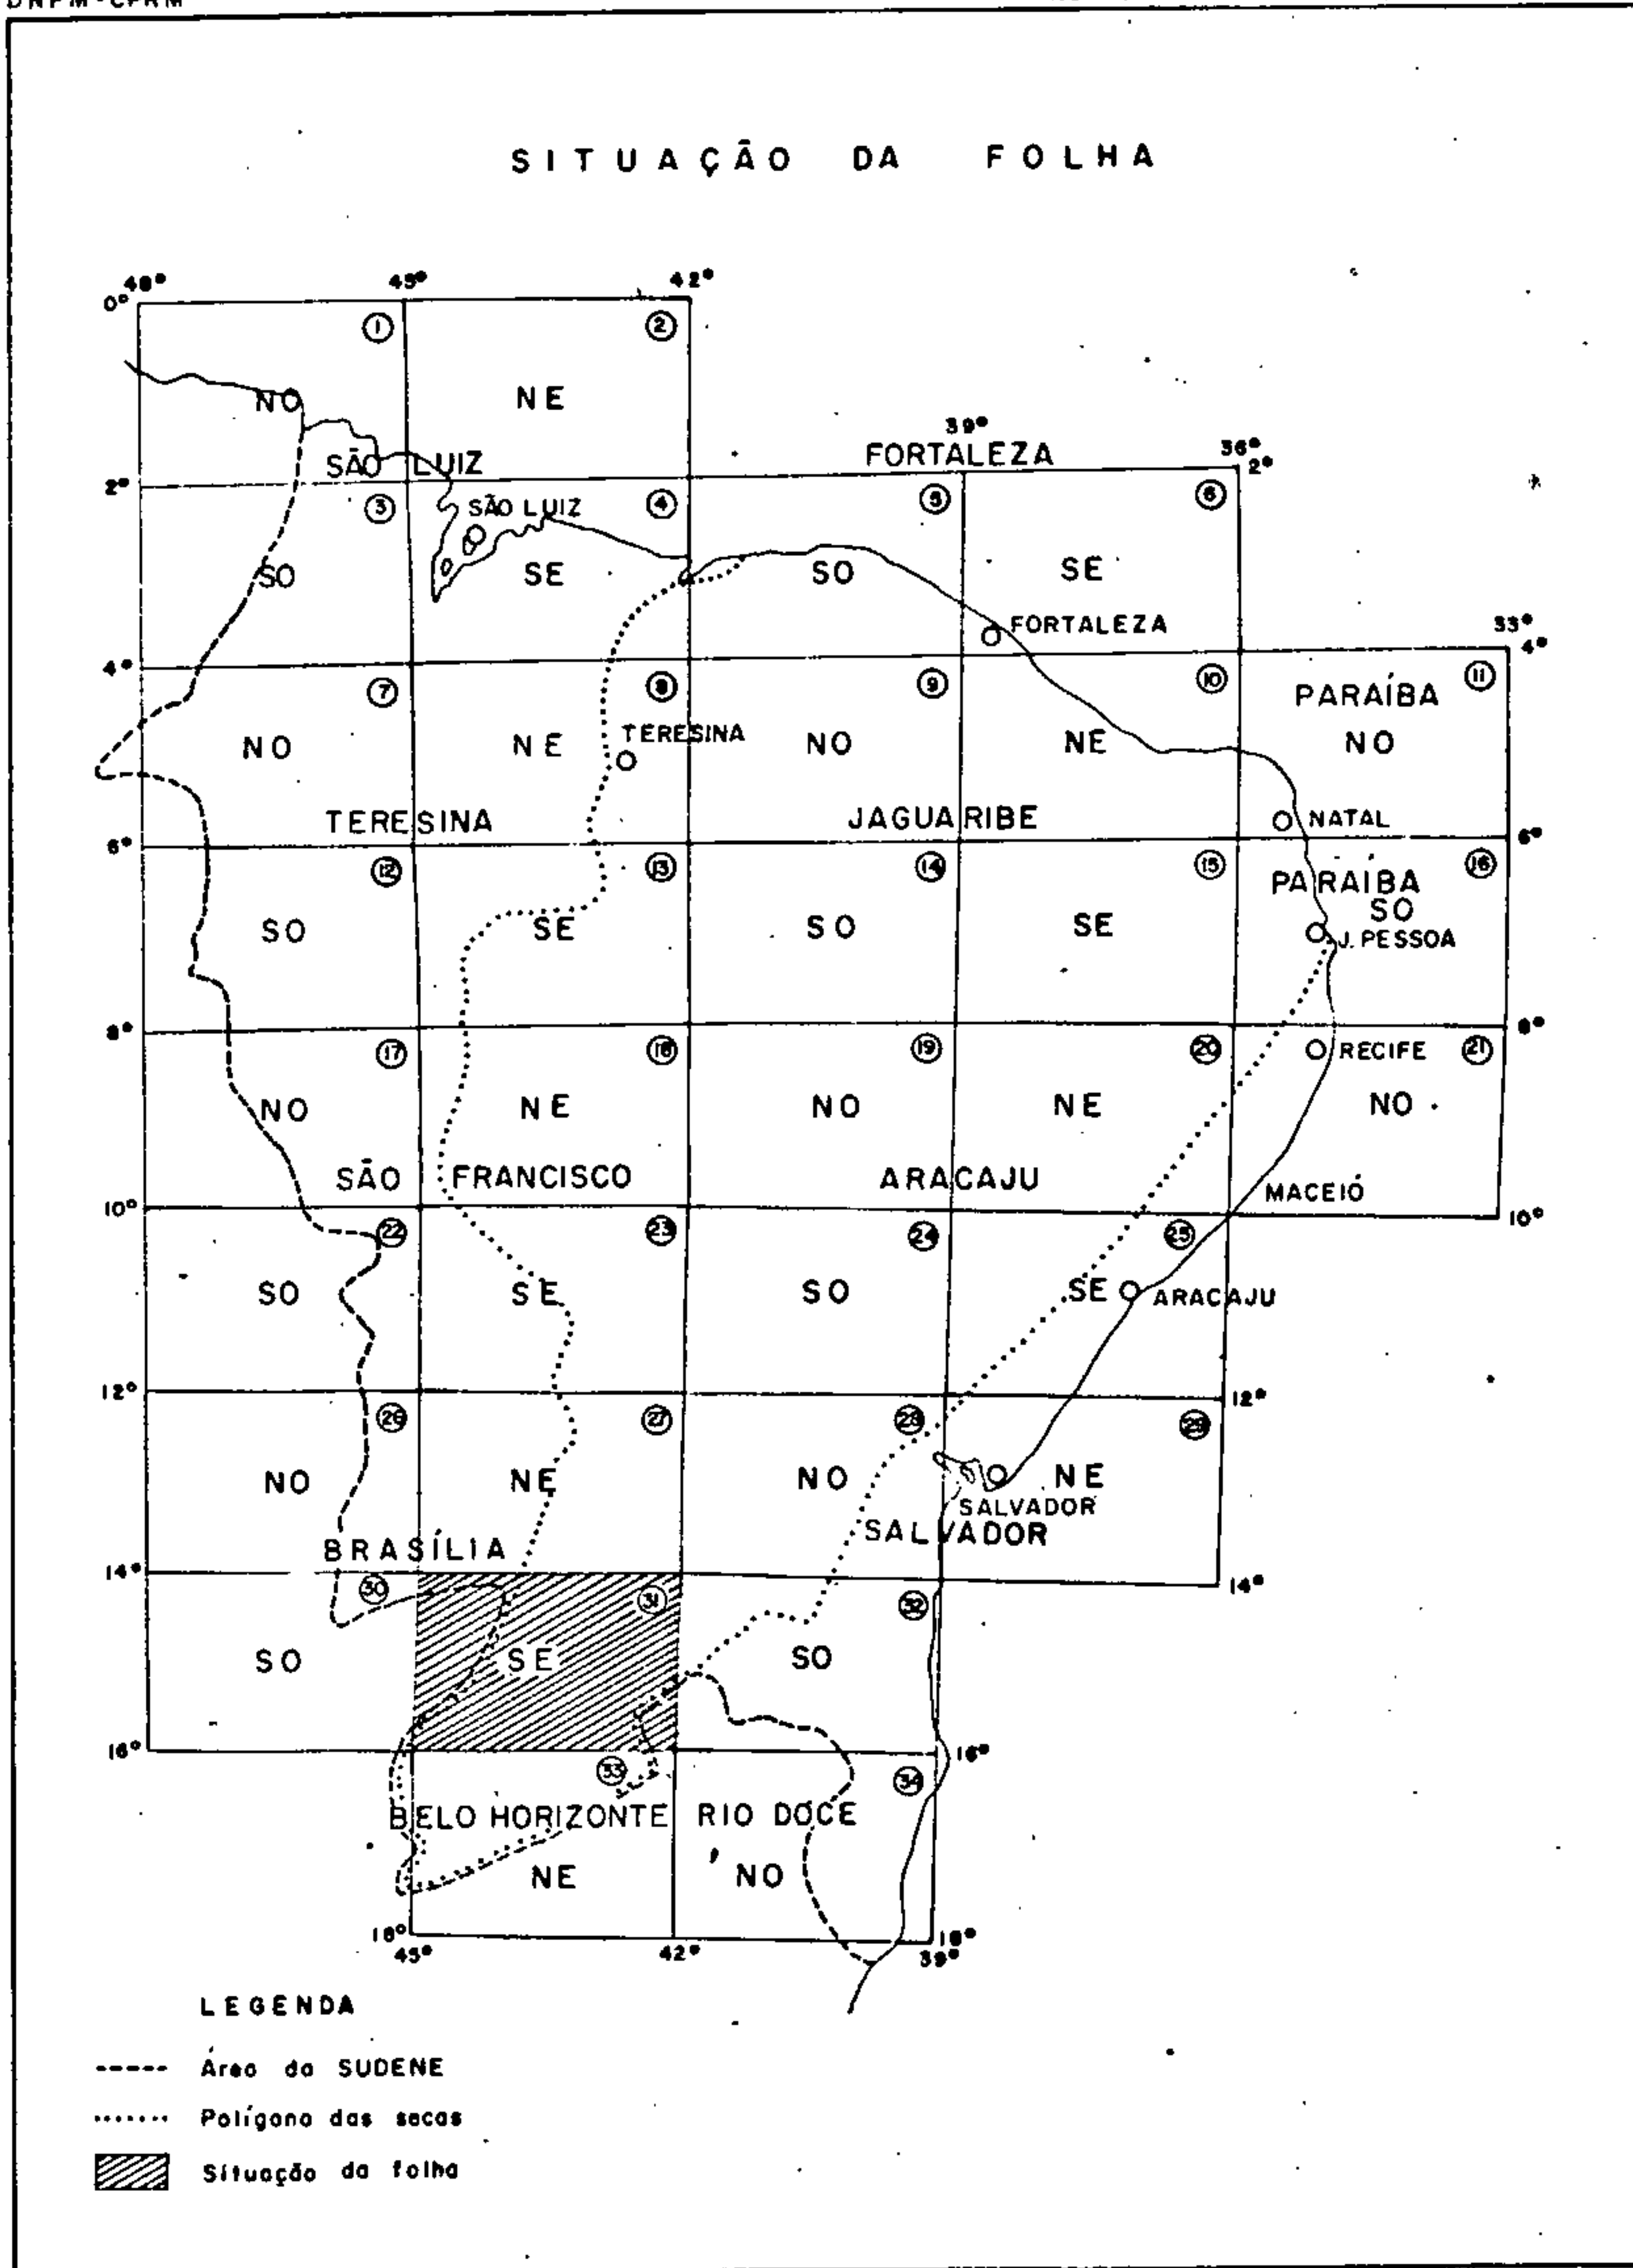 DNPM-CPRM
SITUAÇÃO DA FOLHA
48° 45° 42°
0° ① ②
NO NE
39°
SÃO LUIZ FORTALEZA 36°
2° 2°
③ SÃO LUIZ ④ ⑤ ⑥
SO SE SO SE
FORTALEZA 33°
4° 4°
⑦ ⑧ ⑨ ⑩ PARAÍBA ⑪
NO NE TERESINA NO NE NO
TERESINA JAGUARIBE NATAL
6° 6°
⑫ ⑬ ⑭ ⑮ PARAÍBA ⑯
SO SE SO SE SO
J. PESSOA
8° 8°
⑰ ⑱ ⑲ ⑳ RECIFE ㉑
NO NE NO NE NO
SÃO FRANCISCO ARACAJU MACEIÓ
10° 10°
㉒ ㉓ ㉔ ㉕
SO SE SO SE ARACAJU
12° 12°
㉖ ㉗ ㉘ ㉙
NO NE NO NE
SALVADOR
BRASÍLIA SALVADOR
14° 14°
㉚ ㉛ ㉜
SO SE SO
16° 16°
㉝ ㉞
BELO HORIZONTE RIO DOCE
NE NO
18° 18°
45° 42° 39°
LEGENDA
Área da SUDENE
Polígono das secas
Situação da folha